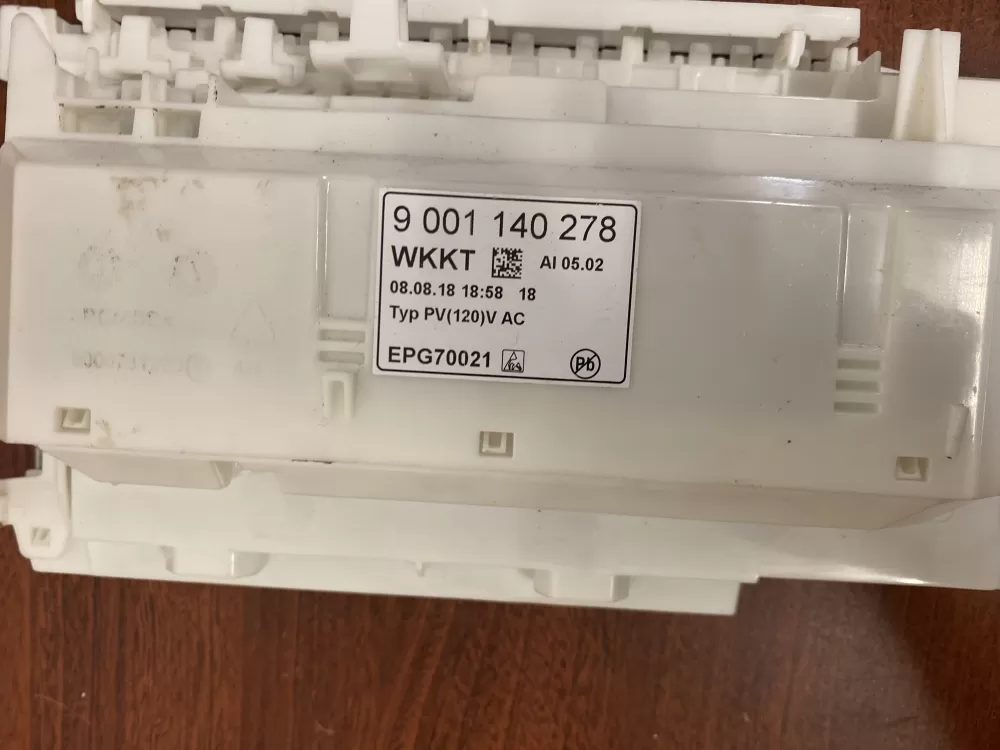 9 001 140 278
WKKT AI 05.02
08.08.18 18:58 18
Typ PV(120)V AC
EPG70021
Pb